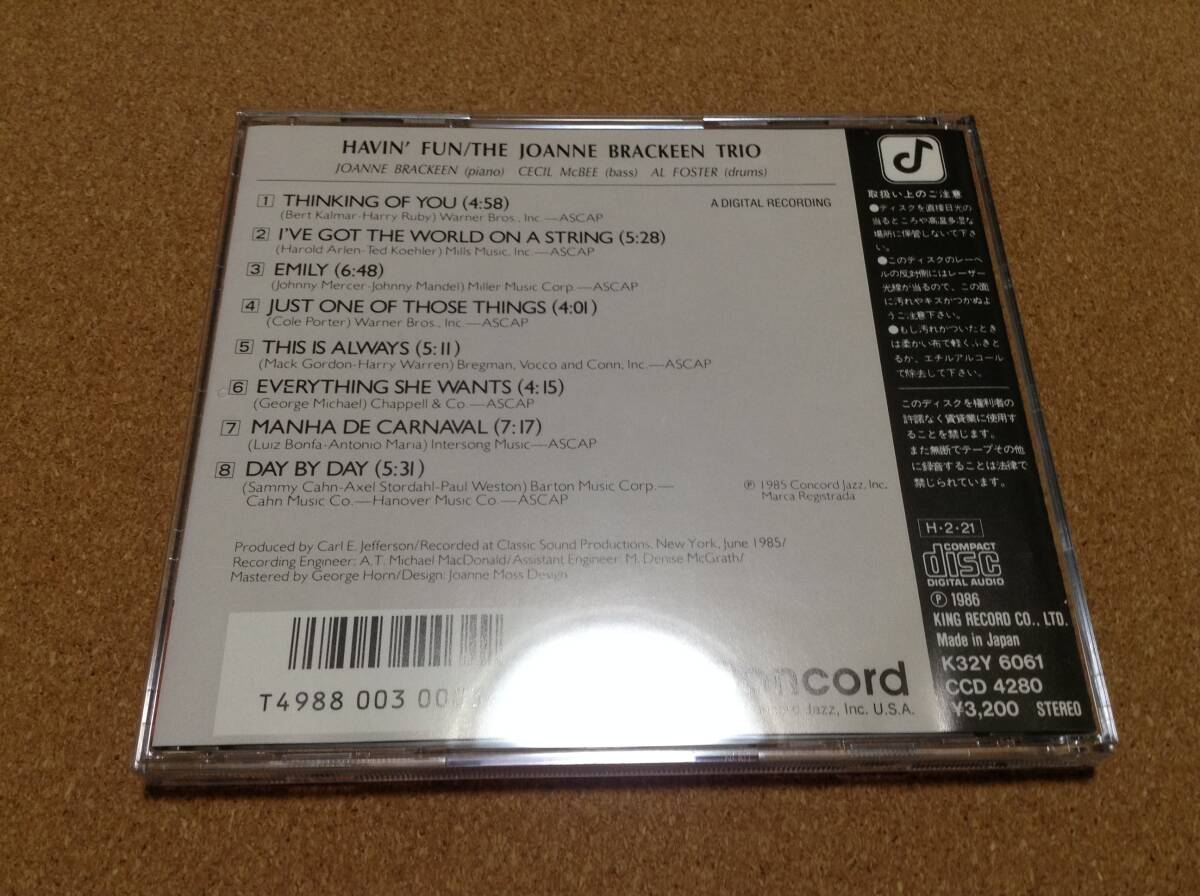 HAVIN' FUN/THE JOANNE BRACKEEN TRIO
JOANNE BRACKEEN (piano) CECIL McBEE (bass) AL FOSTER (drums)
A DIGITAL RECORDING
1 THINKING OF YOU (4:58)
(Bert Kalmar-Harry Ruby) Warner Bros., Inc.—ASCAP
2 I'VE GOT THE WORLD ON A STRING (5:28)
(Harold Arlen-Ted Koehler) Mills Music, Inc.—ASCAP
3 EMILY (6:48)
(Johnny Mercer-Johnny Mandel) Miller Music Corp.—ASCAP
4 JUST ONE OF THOSE THINGS (4:01)
(Cole Porter) Warner Bros., Inc.—ASCAP
5 THIS IS ALWAYS (5:11)
(Mack Gordon-Harry Warren) Bregman, Vocco and Conn, Inc.—ASCAP
6 EVERYTHING SHE WANTS (4:15)
(George Michael) Chappell & Co.—ASCAP
7 MANHA DE CARNAVAL (7:17)
(Luiz Bonfa-Antonio Maria) Intersong Music—ASCAP
8 DAY BY DAY (5:31)
(Sammy Cahn-Axel Stordahl-Paul Weston) Barton Music Corp.—
Cahn Music Co.—Hanover Music Co.—ASCAP
Ⓟ 1985 Concord Jazz, Inc.
Marca Registrada
Produced by Carl E. Jefferson/Recorded at Classic Sound Productions, New York, June 1985/
Recording Engineer: A.T. Michael MacDonald/Assistant Engineer: M. Denise McGrath/
Mastered by George Horn/Design: Joanne Moss Design
T4988 003 00
oncord
Jazz, Inc. U.S.A.
取扱い上のご注意
●ディスクを直接日光の
当るところや高温多湿な
場所に保管しないで下さ
い。
●このディスクのレーベ
ルの反対側にはレーザー
光線が当るので、この面
に汚れやキズがつかぬよ
うご注意下さい。
●もし汚れがついたとき
は柔かい布で軽くふきと
るか、エチルアルコール
で除去して下さい。
このディスクを権利者の
許諾なく賃貸業に使用す
ることを禁じます。
また無断でテープその他
に録音することは法律で
禁じられています。
H・2・21
COMPACT
disc
DIGITAL AUDIO
Ⓟ 1986
KING RECORD CO., LTD.
Made in Japan
K32Y 6061
CCD 4280
¥3,200 STEREO